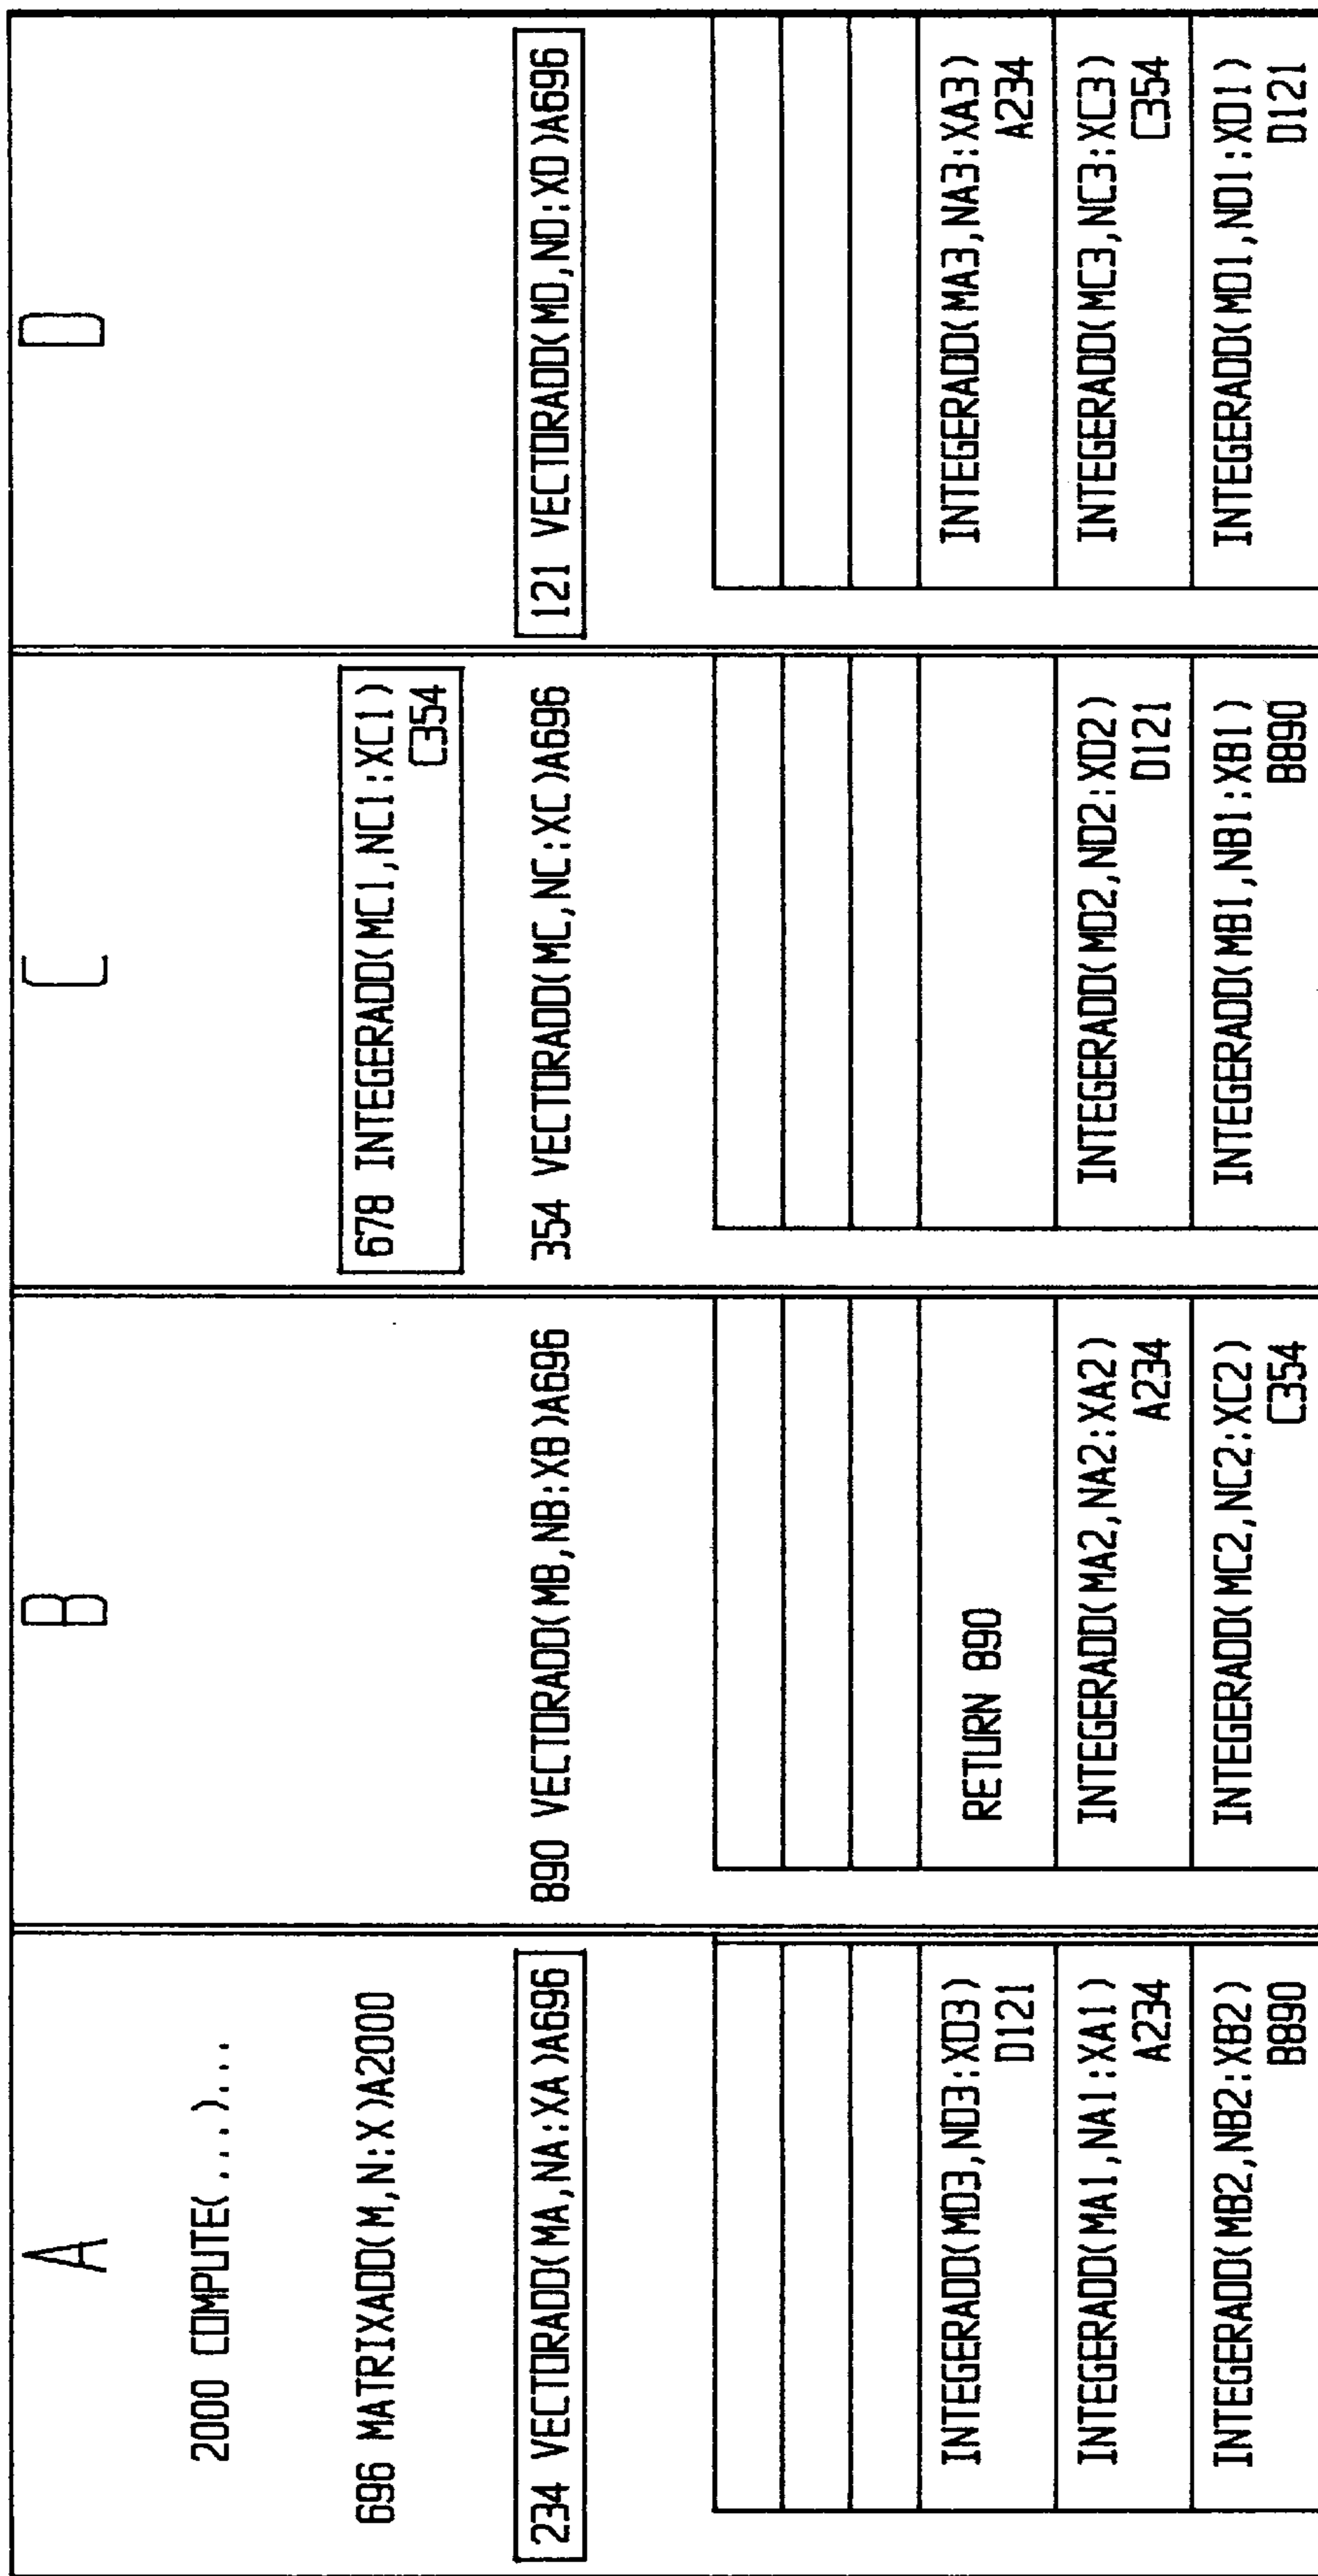 A
2000 COMPUTE(...)...
696 MATRIXADD(M,N:X)A2000
234 VECTORADD(MA,NA:XA)A696
INTEGERADD(MD3,ND3:XD3)
D121
INTEGERADD(MA1,NA1:XA1)
A234
INTEGERADD(MB2,NB2:XB2)
B890
B
890 VECTORADD(MB,NB:XB)A696
RETURN 890
INTEGERADD(MA2,NA2:XA2)
A234
INTEGERADD(MC2,NC2:XC2)
C354
C
678 INTEGERADD(MC1,NC1:XC1)
C354
354 VECTORADD(MC,NC:XC)A696
INTEGERADD(MD2,ND2:XD2)
D121
INTEGERADD(MB1,NB1:XB1)
B890
D
121 VECTORADD(MD,ND:XD)A696
INTEGERADD(MA3,NA3:XA3)
A234
INTEGERADD(MC3,NC3:XC3)
C354
INTEGERADD(MD1,ND1:XD1)
D121